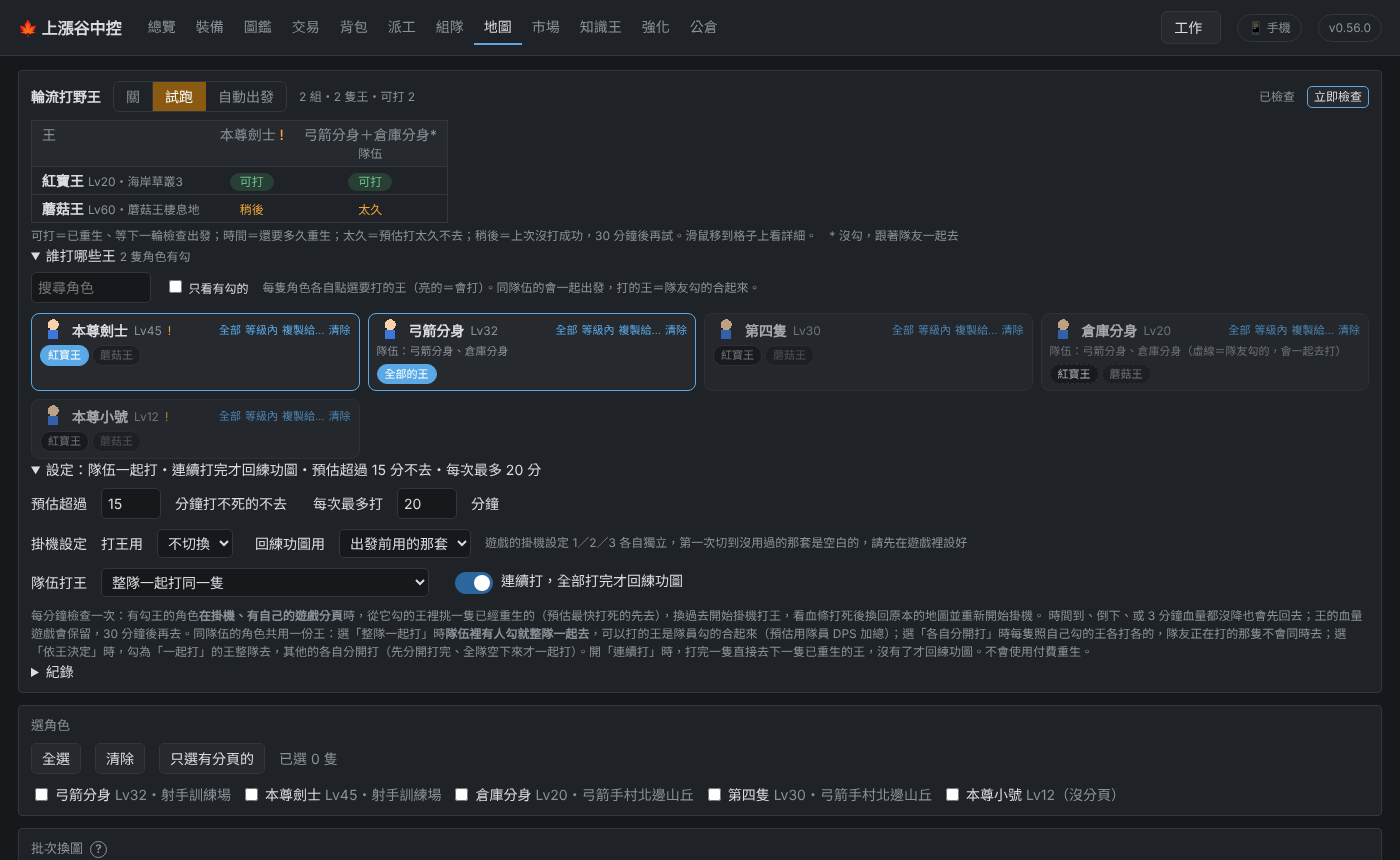 上漲谷中控 總覽 裝備 圖鑑 交易 背包 派工 組隊 地圖 市場 知識王 強化 公倉 工作 手機 v0.56.0
輪流打野王 關 試跑 自動出發 2 組・2 隻王・可打 2 已檢查 立即檢查
王 本尊劍士 ! 弓箭分身＋倉庫分身*
隊伍
紅寶王 Lv20・海岸草叢3 可打 可打
蘑菇王 Lv60・蘑菇王棲息地 稍後 太久
可打＝已重生、等下一輪檢查出發；時間＝還要多久重生；太久＝預估打太久不去；稍後＝上次沒打成功，30 分鐘後再試。滑鼠移到格子上看詳細。 * 沒勾，跟著隊友一起去
▼ 誰打哪些王 2 隻角色有勾
搜尋角色 只看有勾的 每隻角色各自點選要打的王（亮的＝會打）。同隊伍的會一起出發，打的王＝隊友勾的合起來。
本尊劍士 Lv45 ! 全部 等級內 複製給... 清除
紅寶王 蘑菇王
弓箭分身 Lv32 全部 等級內 複製給... 清除
隊伍：弓箭分身、倉庫分身
全部的王
第四隻 Lv30 全部 等級內 複製給... 清除
紅寶王 蘑菇王
倉庫分身 Lv20 全部 等級內 複製給... 清除
隊伍：弓箭分身、倉庫分身（虛線＝隊友勾的，會一起去打）
紅寶王 蘑菇王
本尊小號 Lv12 ! 全部 等級內 複製給... 清除
紅寶王 蘑菇王
▼ 設定：隊伍一起打・連續打完才回練功圖・預估超過 15 分不去・每次最多 20 分
預估超過 15 分鐘打不死的不去 每次最多打 20 分鐘
掛機設定 打王用 不切換 回練功圖用 出發前用的那套 遊戲的掛機設定 1／2／3 各自獨立，第一次切到沒用過的那套是空白的，請先在遊戲裡設好
隊伍打王 整隊一起打同一隻 連續打，全部打完才回練功圖
每分鐘檢查一次：有勾王的角色在掛機、有自己的遊戲分頁時，從它勾的王裡挑一隻已經重生的（預估最快打死的先去），換過去開始掛機打王，看血條打死後換回原本的地圖並重新開始掛機。 時間到、倒下、或 3 分鐘血量都沒降也會先回去；王的血量
遊戲會保留，30 分鐘後再去。同隊伍的角色共用一份王：選「整隊一起打」時隊伍裡有人勾就整隊一起去，可以打的王是隊員勾的合起來（預估用隊員 DPS 加總）；選「各自分開打」時每隻照自己勾的王各打各的，隊友正在打的那隻不會同時去；選
「依王決定」時，勾為「一起打」的王整隊去，其他的各自分開打（先分開打完、全隊空下來才一起打）。開「連續打」時，打完一隻直接去下一隻已重生的王，沒有了才回練功圖。不會使用付費重生。
▶ 紀錄
選角色
全選 清除 只選有分頁的 已選 0 隻
弓箭分身 Lv32・射手訓練場 本尊劍士 Lv45・射手訓練場 倉庫分身 Lv20・弓箭手村北邊山丘 第四隻 Lv30・弓箭手村北邊山丘 本尊小號 Lv12（沒分頁）
批次換圖 ?